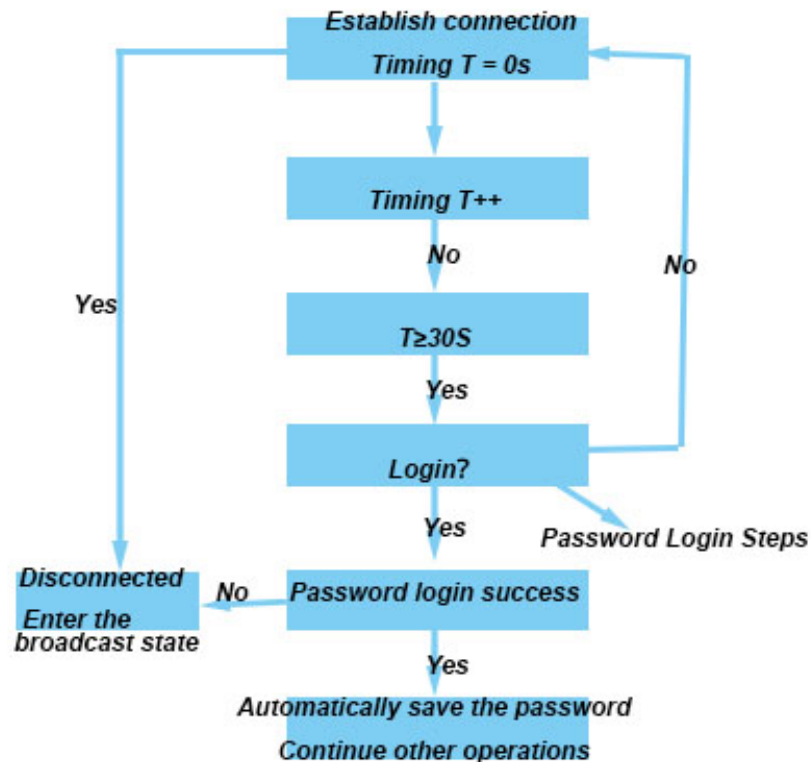 Establish connection
Timing T = 0s
Timing T++
No
No
Yes
T≥30S
Yes
Login?
Yes
Password Login Steps
Disconnected
Enter the
broadcast state
No
Password login success
Yes
Automatically save the password
Continue other operations